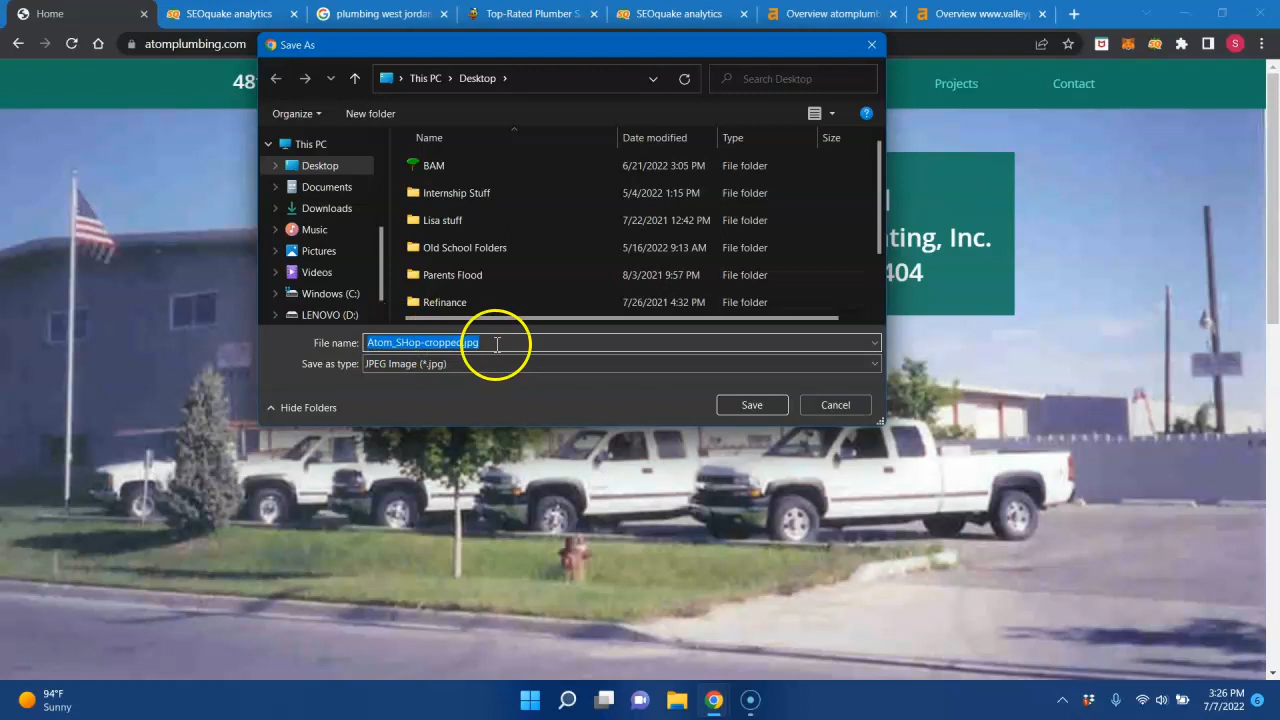 Home
SEOquake analytics
plumbing west jordan
Top-Rated Plumber S
SEOquake analytics
Overview atomplumb
Overview www.valley
atomplumbing.com
S
Save As
This PC
Desktop
Search Desktop
Organize
New folder
Name
Date modified
Type
Size
This PC
Desktop
Documents
Downloads
Music
Pictures
Videos
Windows (C:)
LENOVO (D:)
BAM 6/21/2022 3:05 PM File folder
Internship Stuff 5/4/2022 1:15 PM File folder
Lisa stuff 7/22/2021 12:42 PM File folder
Old School Folders 5/16/2022 9:13 AM File folder
Parents Flood 8/3/2021 9:57 PM File folder
Refinance 7/26/2021 4:32 PM File folder
File name: Atom_SHop-cropped.jpg
Save as type: JPEG Image (*.jpg)
Hide Folders
Save
Cancel
Projects
Contact
ting, Inc.
404
94°F
Sunny
3:26 PM
7/7/2022
6